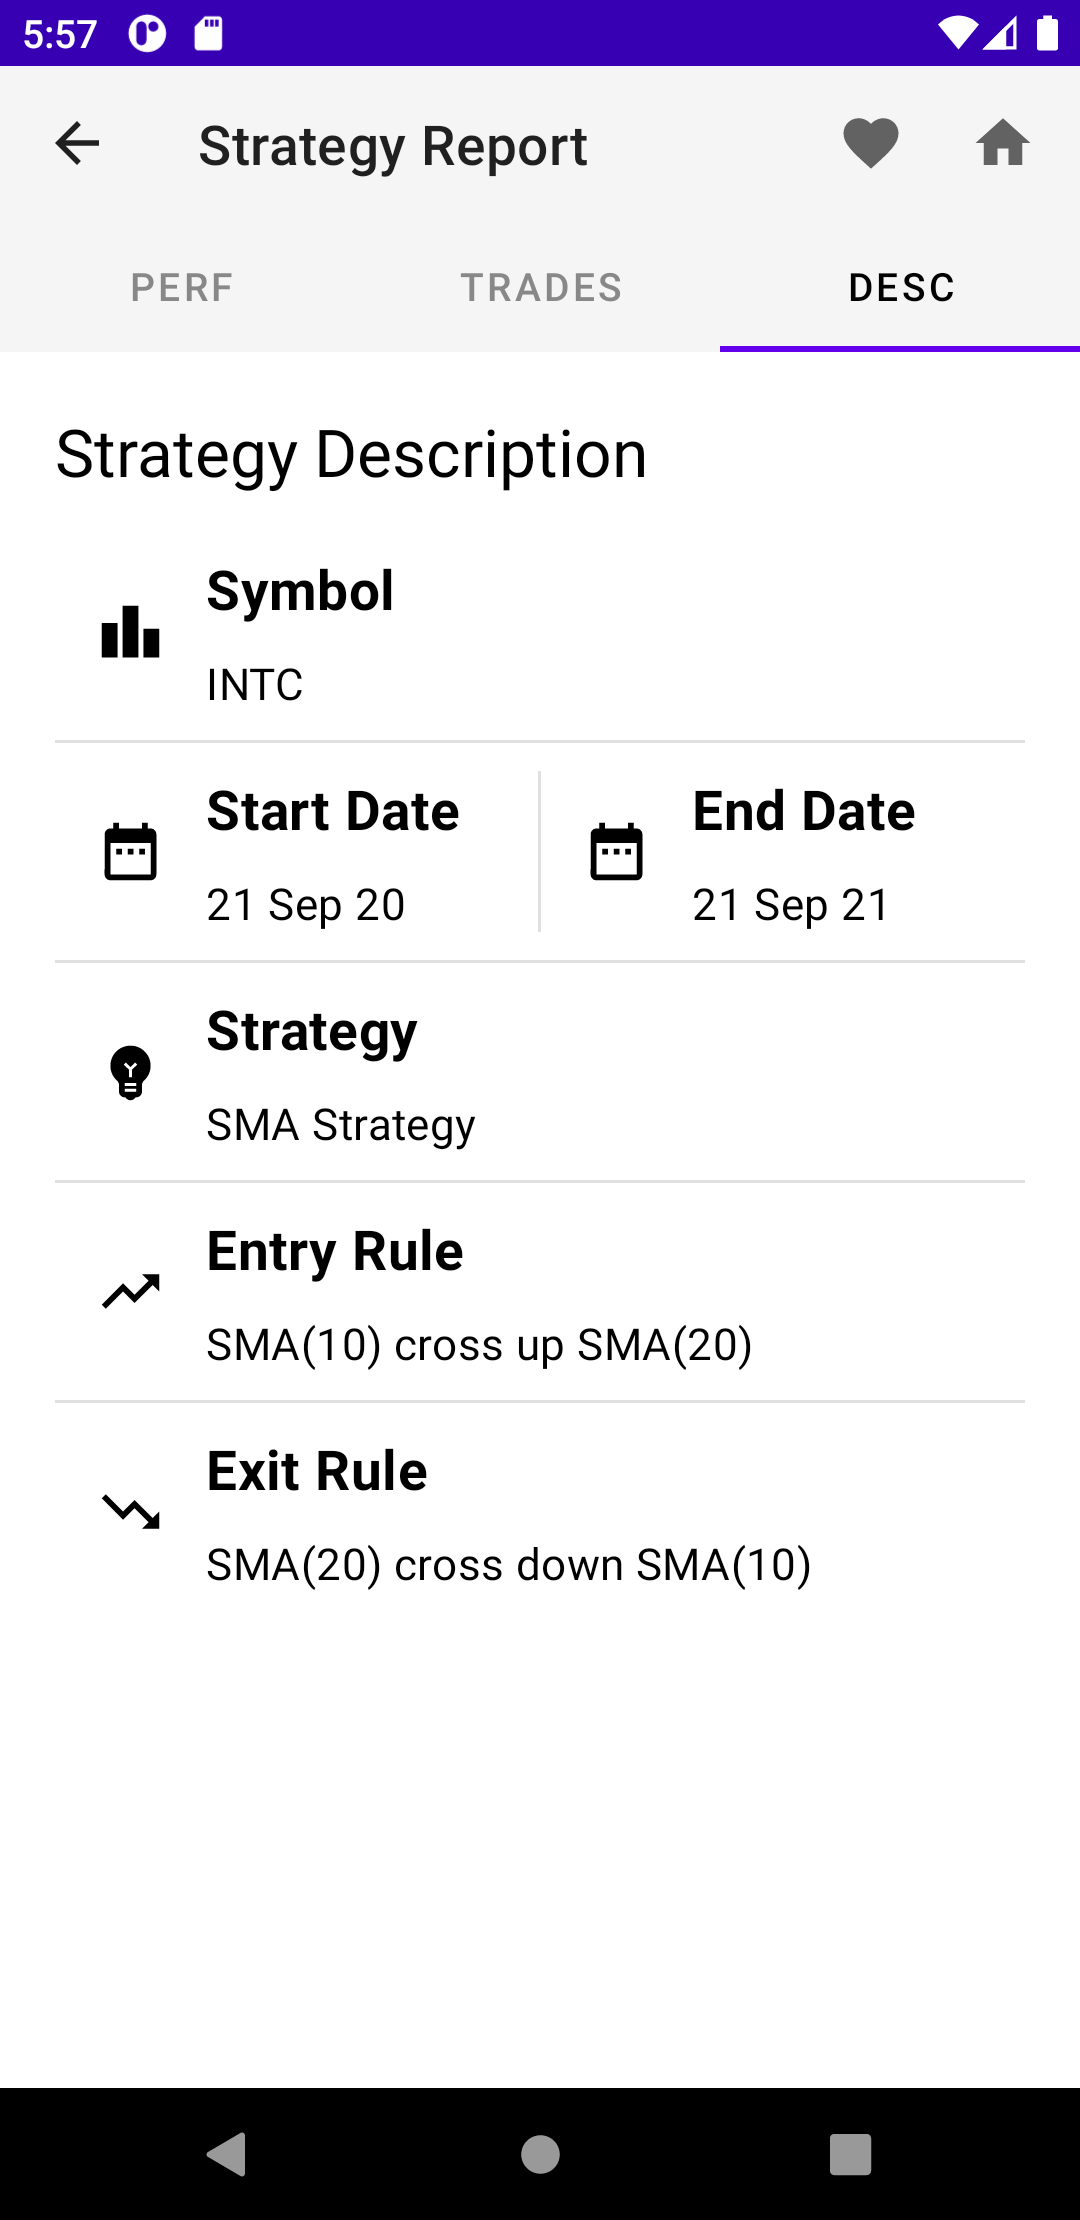 5:57
Strategy Report
PERF TRADES DESC
Strategy Description
Symbol
INTC
Start Date End Date
21 Sep 20 21 Sep 21
Strategy
SMA Strategy
Entry Rule
SMA(10) cross up SMA(20)
Exit Rule
SMA(20) cross down SMA(10)